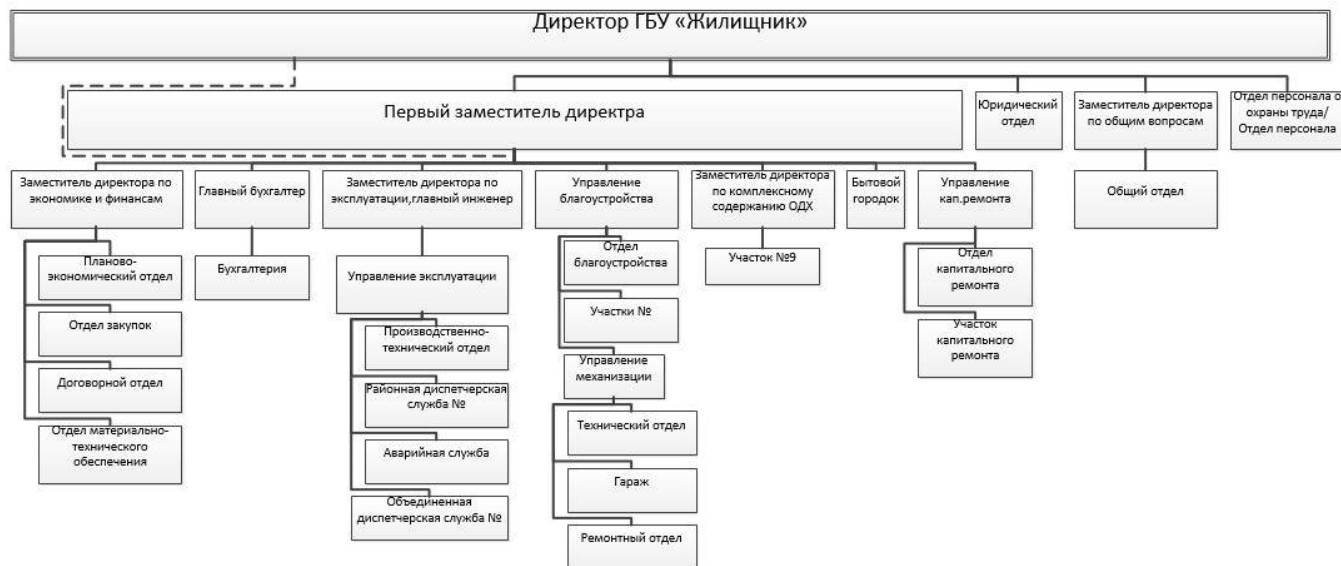 Директор ГБУ «Жилищник»
Первый заместитель директра
Юридический
отдел
Заместитель директора
по общим вопросам
Отдел персонала о
охраны труда/
Отдел персонала
Заместитель директора по
экономике и финансам
Главный бухгалтер
Заместитель директора по
эксплуатации,главный инженер
Управление
благоустройства
Заместитель директора
по комплексному
содержанию ОДХ
Бытовой
городок
Управление
кап.ремонта
Общий отдел
Планово-
экономический отдел
Отдел закупок
Договорной отдел
Отдел материально-
технического
обеспечения
Бухгалтерия
Управление эксплуатации
Производственно-
технический отдел
Районная диспетчерская
служба №
Аварийная служба
Объединенная
диспетчерская служба №
Отдел
благоустройства
Участки №
Управление
механизации
Технический отдел
Гараж
Ремонтный отдел
Участок №9
Отдел
капитального
ремонта
Участок
капитального
ремонта